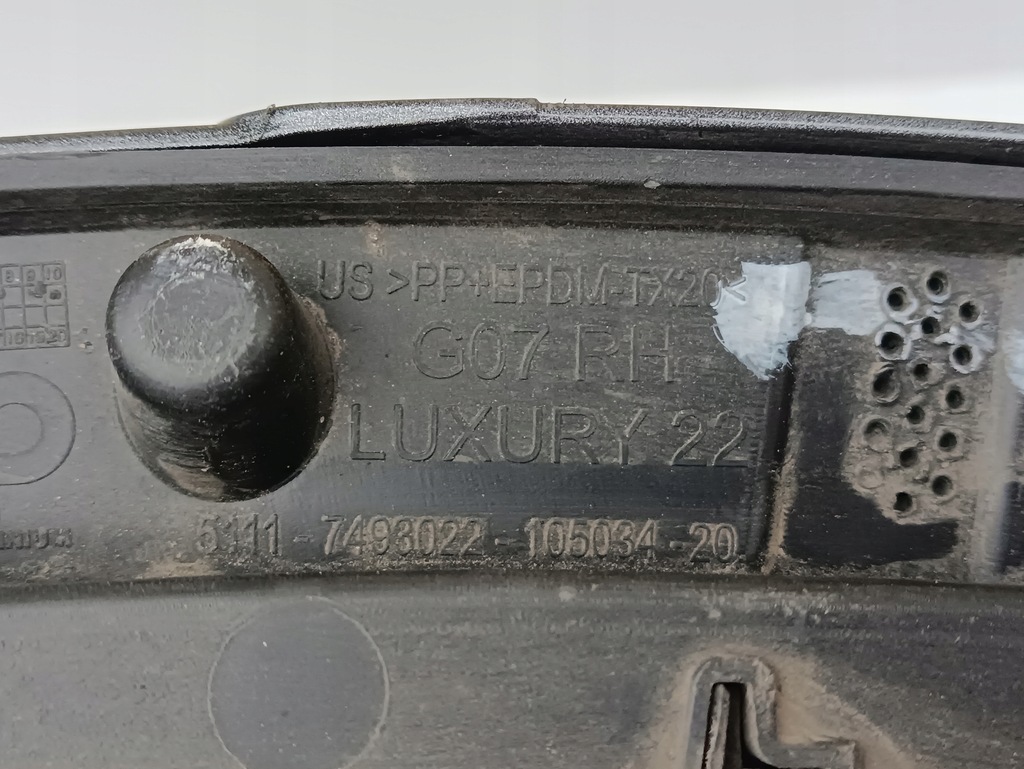 US >PP+EPDM-TX20<
G07 RH
LUXURY 22
5111 - 7493022 - 105034 - 20